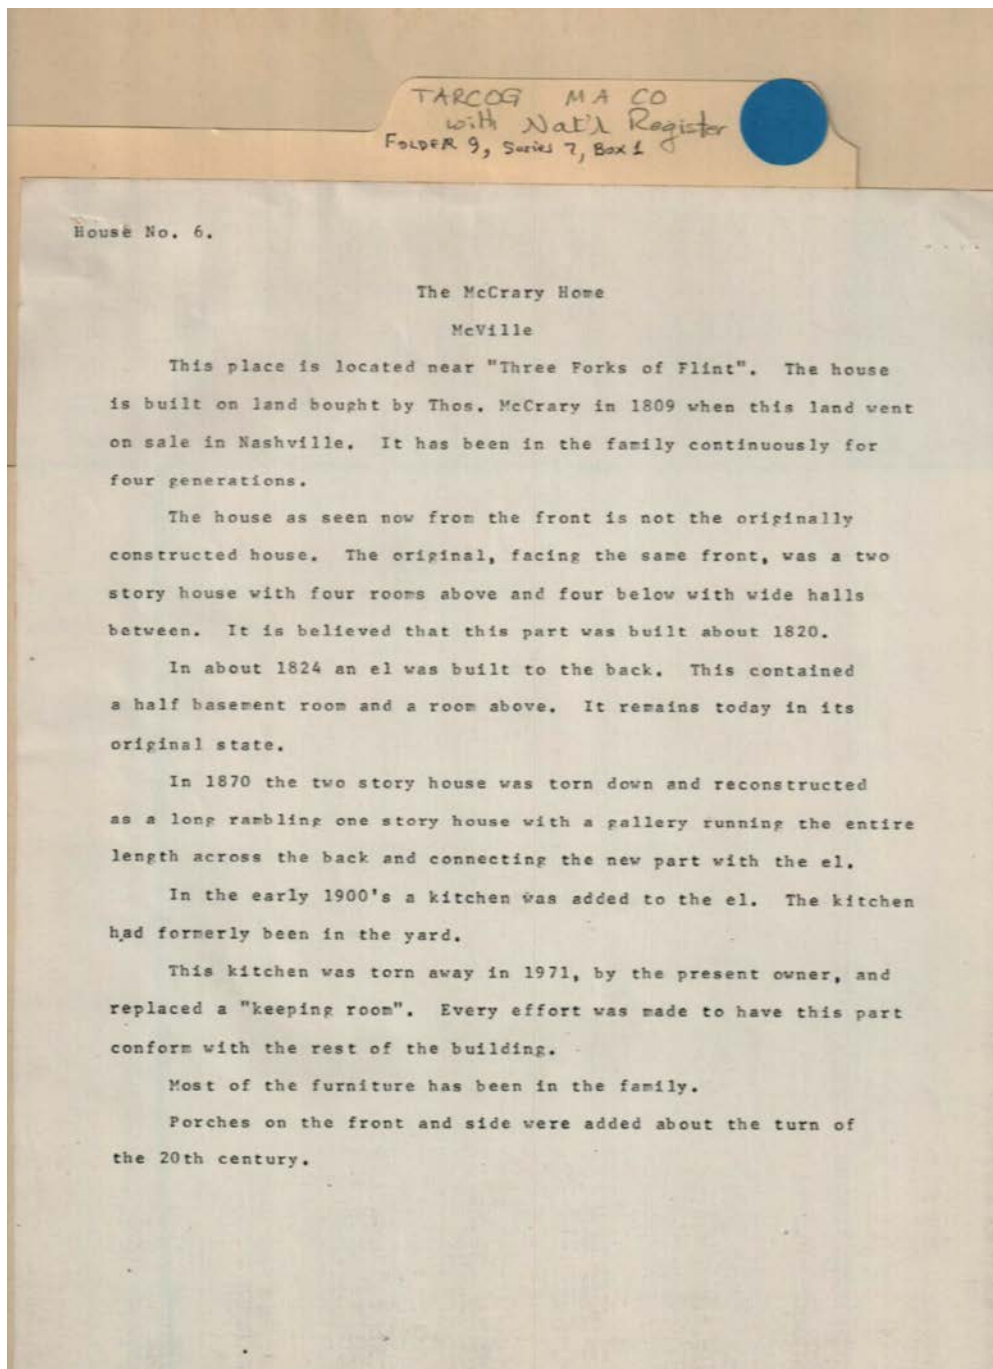 TARCOG MA CO
with Nat'l Register
FOLDER 9, Series 7, Box 1
House No. 6.
The McCrary Home
McVille
This place is located near "Three Forks of Flint". The house
is built on land bought by Thos. McCrary in 1809 when this land went
on sale in Nashville. It has been in the family continuously for
four generations.
The house as seen now from the front is not the originally
constructed house. The original, facing the same front, was a two
story house with four rooms above and four below with wide halls
between. It is believed that this part was built about 1820.
In about 1824 an el was built to the back. This contained
a half basement room and a room above. It remains today in its
original state.
In 1870 the two story house was torn down and reconstructed
as a long rambling one story house with a gallery running the entire
length across the back and connecting the new part with the el.
In the early 1900's a kitchen was added to the el. The kitchen
had formerly been in the yard.
This kitchen was torn away in 1971, by the present owner, and
replaced a "keeping room". Every effort was made to have this part
conform with the rest of the building.
Most of the furniture has been in the family.
Porches on the front and side were added about the turn of
the 20th century.